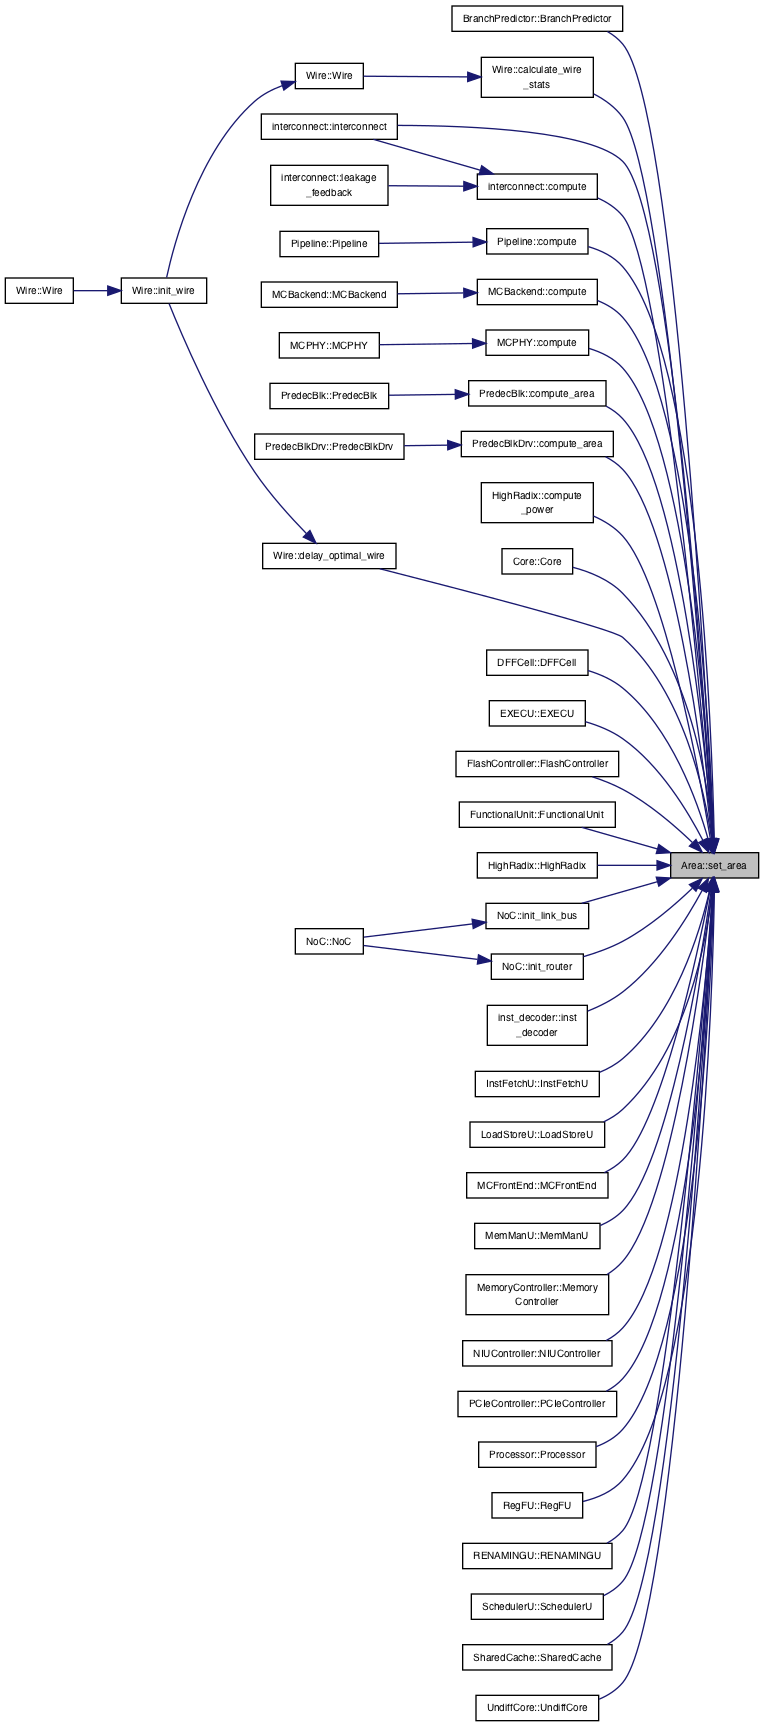 BranchPredictor::BranchPredictor
Wire::calculate_wire
_stats
Wire::Wire
interconnect::interconnect
interconnect::leakage
_feedback
interconnect::compute
Pipeline::Pipeline
Pipeline::compute
Wire::Wire
Wire::init_wire
MCBackend::MCBackend
MCBackend::compute
MCPHY::MCPHY
MCPHY::compute
PredecBlk::PredecBlk
PredecBlk::compute_area
PredecBlkDrv::PredecBlkDrv
PredecBlkDrv::compute_area
HighRadix::compute
_power
Wire::delay_optimal_wire
Core::Core
DFFCell::DFFCell
EXECU::EXECU
FlashController::FlashController
FunctionalUnit::FunctionalUnit
HighRadix::HighRadix
Area::set_area
NoC::init_link_bus
NoC::NoC
NoC::init_router
inst_decoder::inst
_decoder
InstFetchU::InstFetchU
LoadStoreU::LoadStoreU
MCFrontEnd::MCFrontEnd
MemManU::MemManU
MemoryController::Memory
Controller
NIUController::NIUController
PCIeController::PCIeController
Processor::Processor
RegFU::RegFU
RENAMINGU::RENAMINGU
SchedulerU::SchedulerU
SharedCache::SharedCache
UndiffCore::UndiffCore